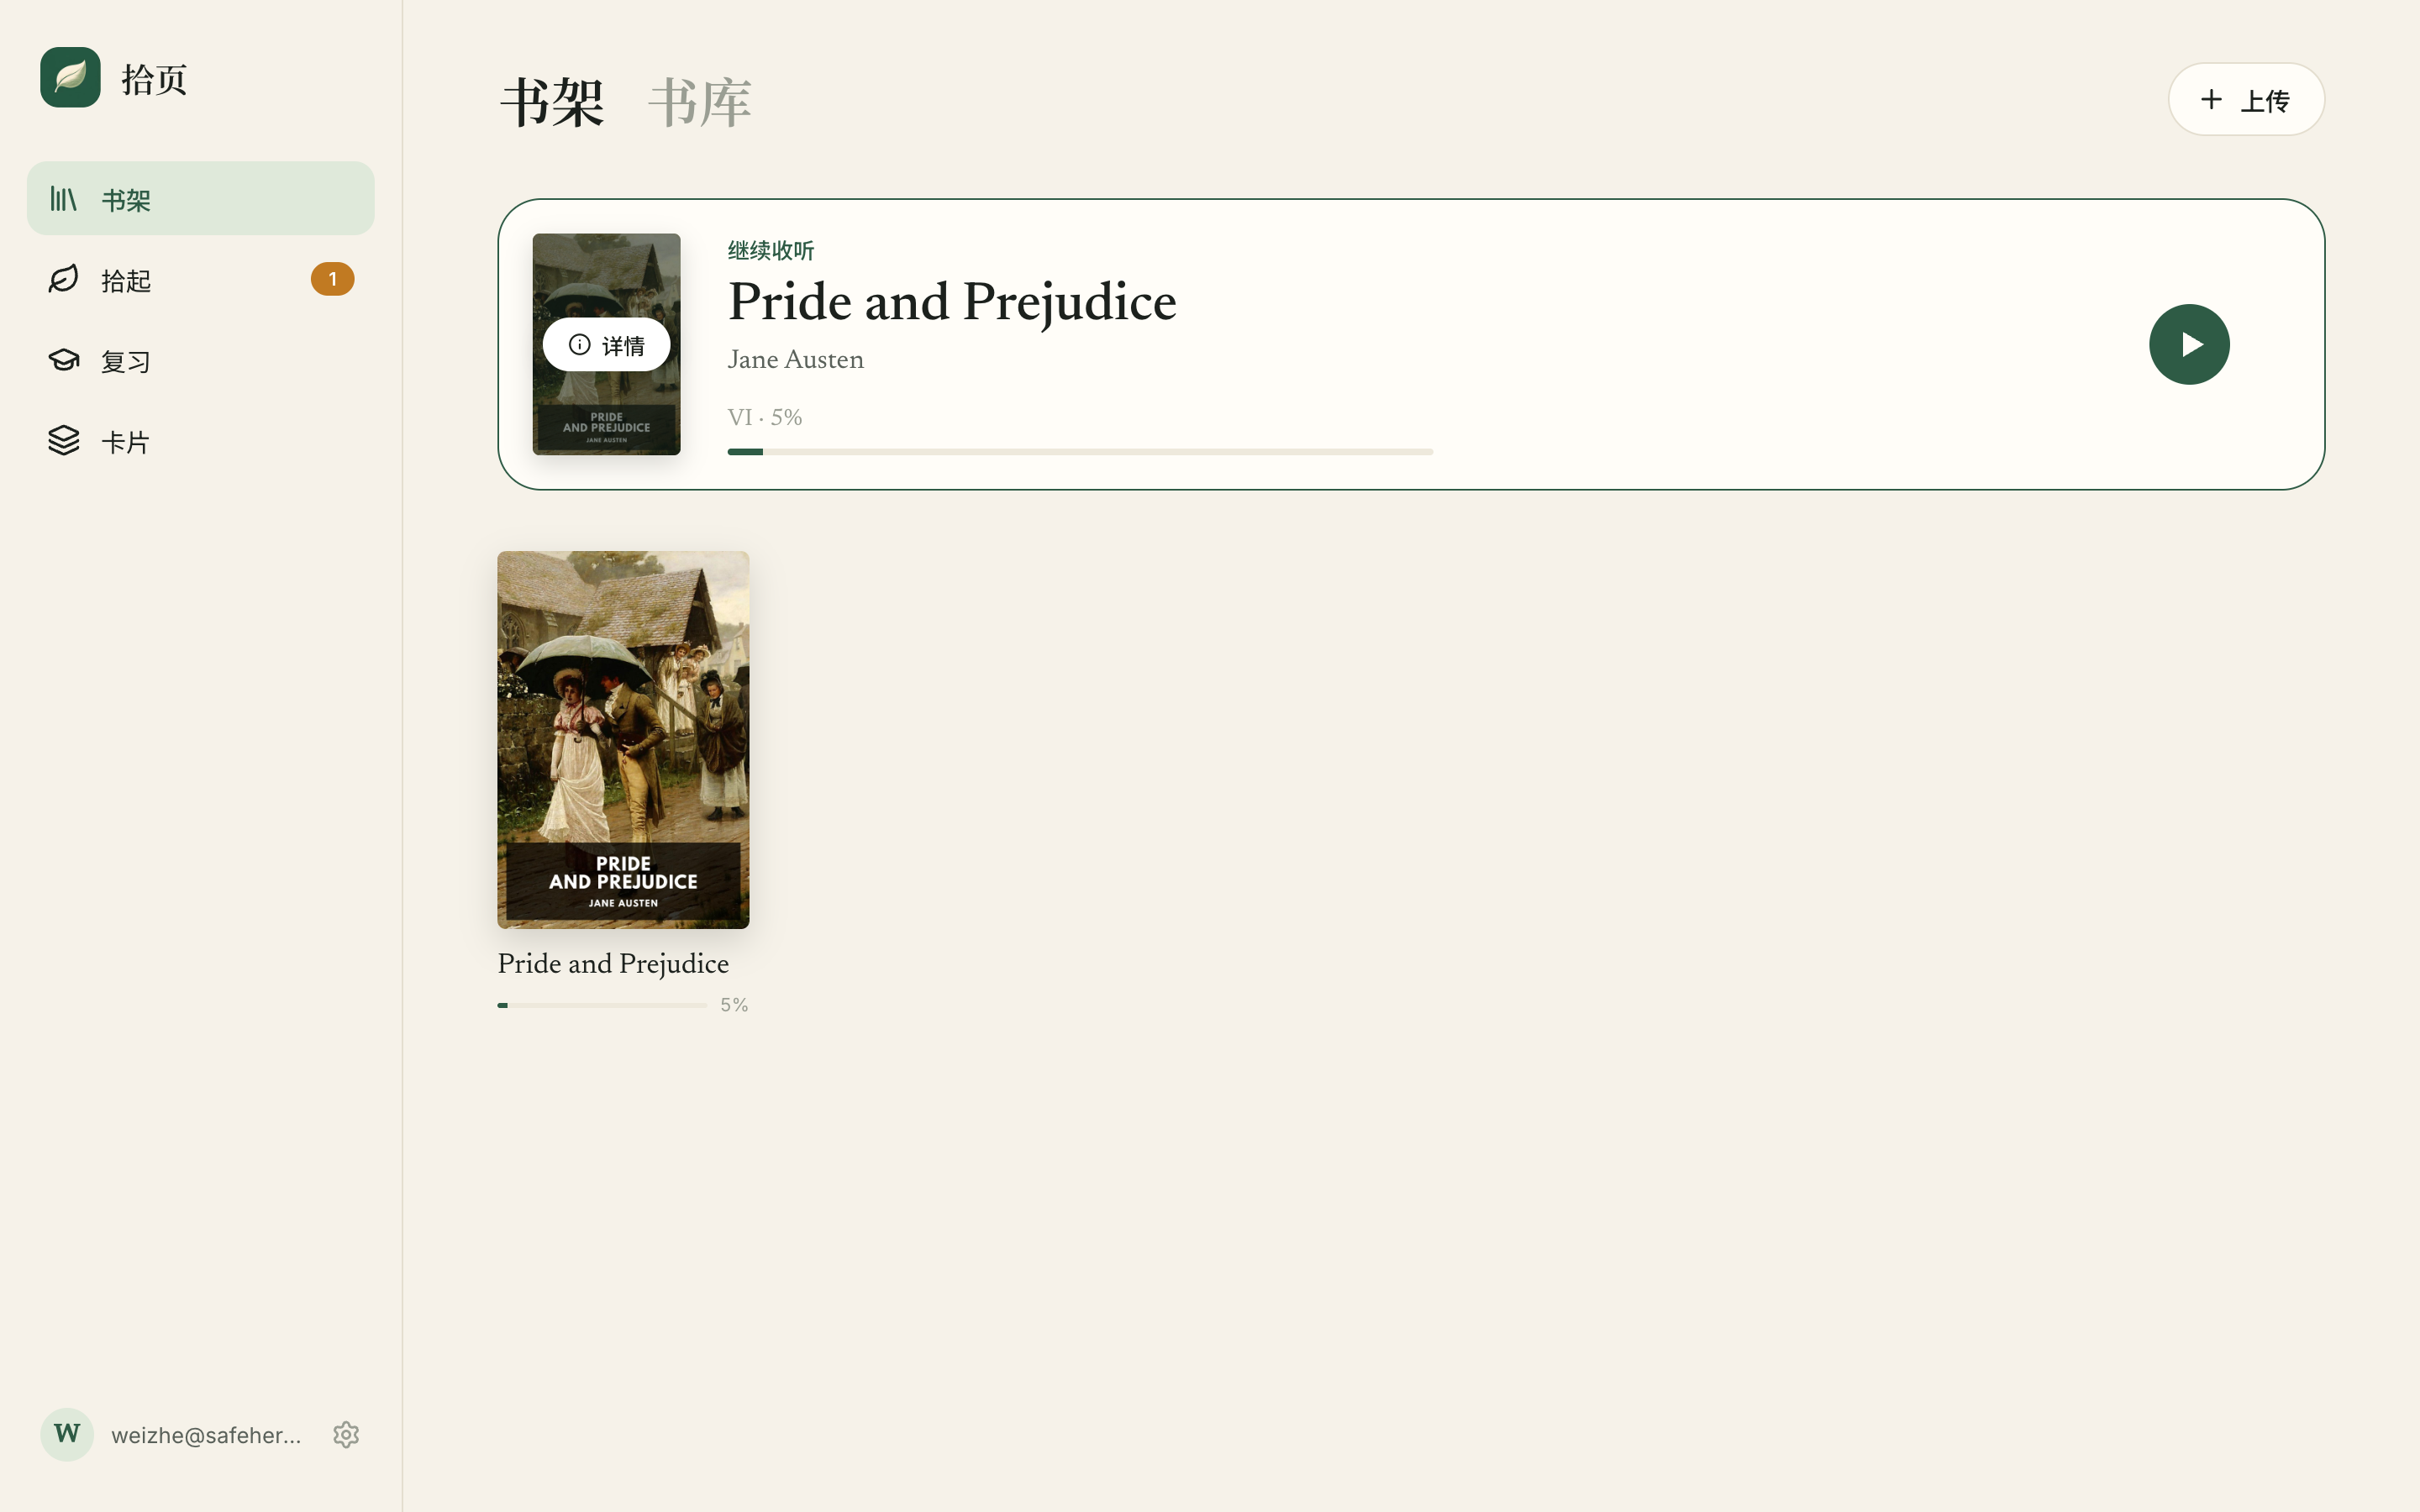 拾页
书架
拾起
1
复习
卡片
weizhe@safeher...
W
书架 书库
上传
继续收听
Pride and Prejudice
Jane Austen
VI · 5%
详情
PRIDE
AND PREJUDICE
JANE AUSTEN
PRIDE
AND PREJUDICE
JANE AUSTEN
Pride and Prejudice
5%